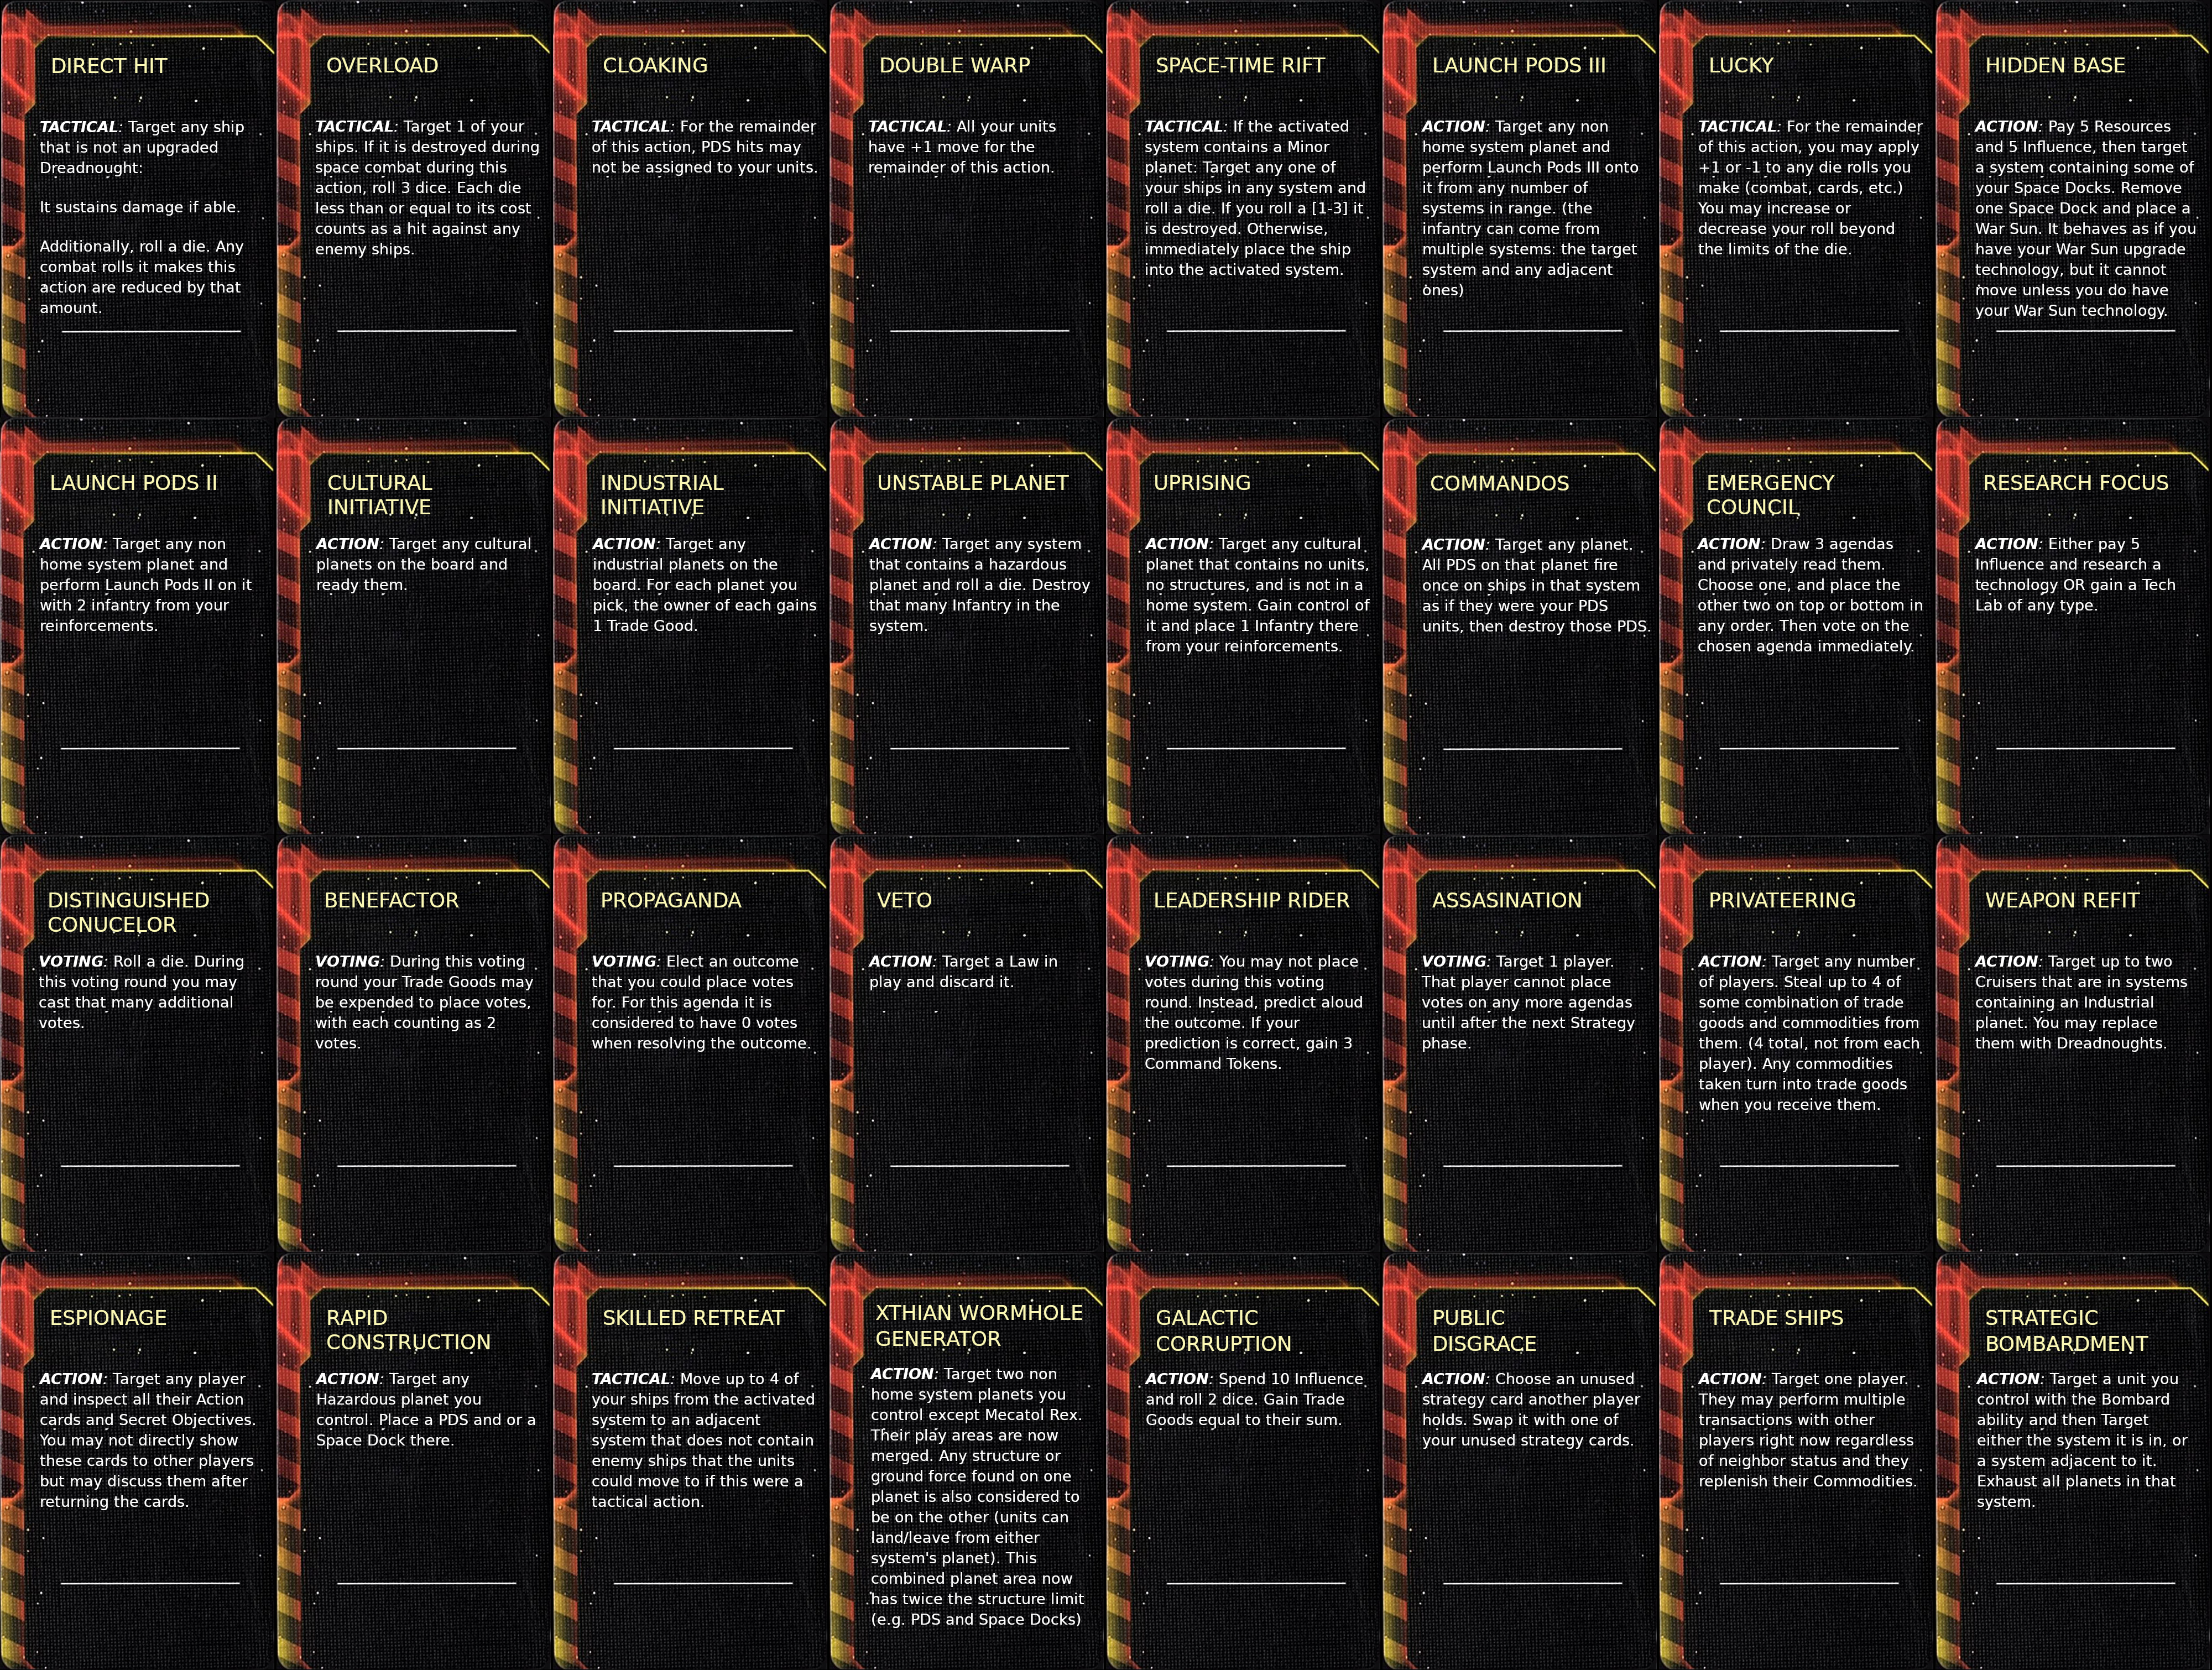 DIRECT HIT
TACTICAL: Target any ship
that is not an upgraded
Dreadnought:
It sustains damage if able.
Additionally, roll a die. Any
combat rolls it makes this
action are reduced by that
amount.
OVERLOAD
TACTICAL: Target 1 of your
ships. If it is destroyed during
space combat during this
action, roll 3 dice. Each die
less than or equal to its cost
counts as a hit against any
enemy ships.
CLOAKING
TACTICAL: For the remainder
of this action, PDS hits may
not be assigned to your units.
DOUBLE WARP
TACTICAL: All your units
have +1 move for the
remainder of this action.
SPACE-TIME RIFT
TACTICAL: If the activated
system contains a Minor
planet: Target any one of
your ships in any system and
roll a die. If you roll a [1-3] it
is destroyed. Otherwise,
immediately place the ship
into the activated system.
LAUNCH PODS III
ACTION: Target any non
home system planet and
perform Launch Pods III onto
it from any number of
systems in range. (the
infantry can come from
multiple systems: the target
system and any adjacent
ones)
LUCKY
TACTICAL: For the remainder
of this action, you may apply
+1 or -1 to any die rolls you
make (combat, cards, etc.)
You may increase or
decrease your roll beyond
the limits of the die.
HIDDEN BASE
ACTION: Pay 5 Resources
and 5 Influence, then target
a system containing some of
your Space Docks. Remove
one Space Dock and place a
War Sun. It behaves as if you
have your War Sun upgrade
technology, but it cannot
move unless you do have
your War Sun technology.
LAUNCH PODS II
ACTION: Target any non
home system planet and
perform Launch Pods II on it
with 2 infantry from your
reinforcements.
CULTURAL
INITIATIVE
ACTION: Target any cultural
planets on the board and
ready them.
INDUSTRIAL
INITIATIVE
ACTION: Target any
industrial planets on the
board. For each planet you
pick, the owner of each gains
1 Trade Good.
UNSTABLE PLANET
ACTION: Target any system
that contains a hazardous
planet and roll a die. Destroy
that many Infantry in the
system.
UPRISING
ACTION: Target any cultural
planet that contains no units,
no structures, and is not in a
home system. Gain control of
it and place 1 Infantry there
from your reinforcements.
COMMANDOS
ACTION: Target any planet.
All PDS on that planet fire
once on ships in that system
as if they were your PDS
units, then destroy those PDS.
EMERGENCY
COUNCIL
ACTION: Draw 3 agendas
and privately read them.
Choose one, and place the
other two on top or bottom in
any order. Then vote on the
chosen agenda immediately.
RESEARCH FOCUS
ACTION: Either pay 5
Influence and research a
technology OR gain a Tech
Lab of any type.
DISTINGUISHED
CONUCELOR
VOTING: Roll a die. During
this voting round you may
cast that many additional
votes.
BENEFACTOR
VOTING: During this voting
round your Trade Goods may
be expended to place votes,
with each counting as 2
votes.
PROPAGANDA
VOTING: Elect an outcome
that you could place votes
for. For this agenda it is
considered to have 0 votes
when resolving the outcome.
VETO
ACTION: Target a Law in
play and discard it.
LEADERSHIP RIDER
VOTING: You may not place
votes during this voting
round. Instead, predict aloud
the outcome. If your
prediction is correct, gain 3
Command Tokens.
ASSASINATION
VOTING: Target 1 player.
That player cannot place
votes on any more agendas
until after the next Strategy
phase.
PRIVATEERING
ACTION: Target any number
of players. Steal up to 4 of
some combination of trade
goods and commodities from
them. (4 total, not from each
player). Any commodities
taken turn into trade goods
when you receive them.
WEAPON REFIT
ACTION: Target up to two
Cruisers that are in systems
containing an Industrial
planet. You may replace
them with Dreadnoughts.
ESPIONAGE
ACTION: Target any player
and inspect all their Action
cards and Secret Objectives.
You may not directly show
these cards to other players
but may discuss them after
returning the cards.
RAPID
CONSTRUCTION
ACTION: Target any
Hazardous planet you
control. Place a PDS and or a
Space Dock there.
SKILLED RETREAT
TACTICAL: Move up to 4 of
your ships from the activated
system to an adjacent
system that does not contain
enemy ships that the units
could move to if this were a
tactical action.
XTHIAN WORMHOLE
GENERATOR
ACTION: Target two non
home system planets you
control except Mecatol Rex.
Their play areas are now
merged. Any structure or
ground force found on one
planet is also considered to
be on the other (units can
land/leave from either
system's planet). This
combined planet area now
has twice the structure limit
(e.g. PDS and Space Docks)
GALACTIC
CORRUPTION
ACTION: Spend 10 Influence
and roll 2 dice. Gain Trade
Goods equal to their sum.
PUBLIC
DISGRACE
ACTION: Choose an unused
strategy card another player
holds. Swap it with one of
your unused strategy cards.
TRADE SHIPS
ACTION: Target one player.
They may perform multiple
transactions with other
players right now regardless
of neighbor status and they
replenish their Commodities.
STRATEGIC
BOMBARDMENT
ACTION: Target a unit you
control with the Bombard
ability and then Target
either the system it is in, or
a system adjacent to it.
Exhaust all planets in that
system.